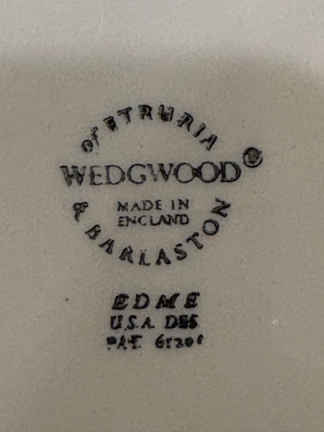 of ETRURIA
WEDGWOOD®
MADE IN
ENGLAND
& BARLASTON
EDME
U.S.A. DES
PAT.